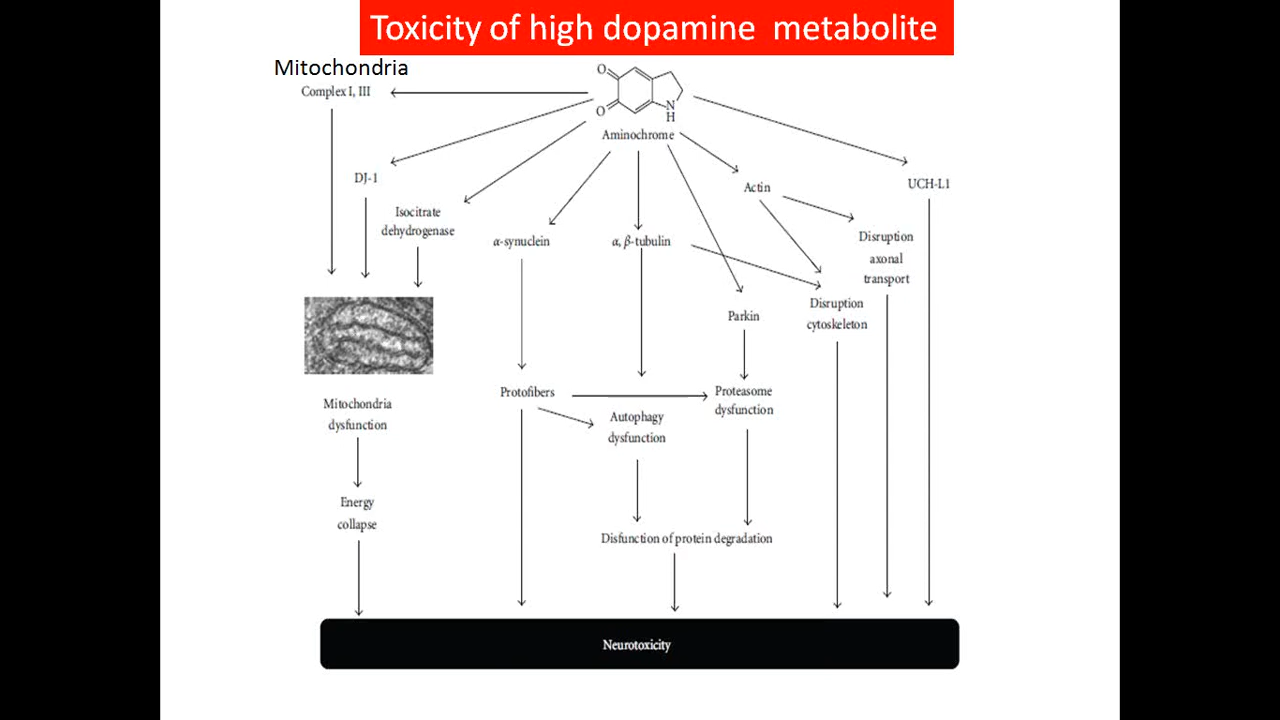 Toxicity of high dopamine metabolite
Mitochondria
Complex I, III
O
O
N
H
Aminochrome
DJ-1
Isocitrate
dehydrogenase
α-synuclein
α, β-tubulin
Actin
UCH-L1
Disruption
axonal
transport
Parkin
Disruption
cytoskeleton
Protofibers
Proteasome
dysfunction
Autophagy
dysfunction
Mitochondria
dysfunction
Energy
collapse
Disfunction of protein degradation
Neurotoxicity